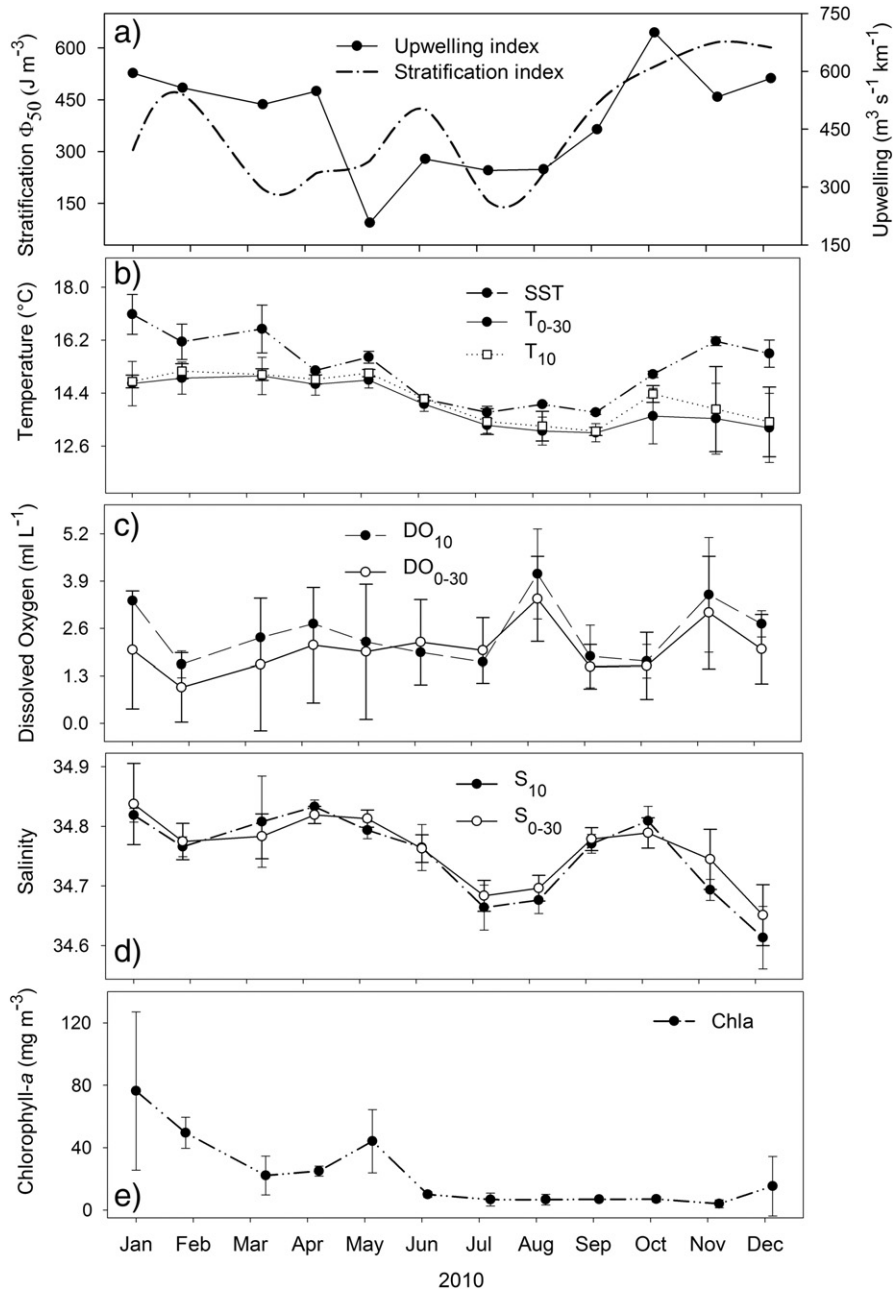 a)
Upwelling index
Stratification index
Stratification Φ50 (J m−3)
600
450
300
150
750
600
450
300
150
Upwelling (m3 s−1 km−1)
b)
SST
T0-30
T10
Temperature (°C)
18.0
16.2
14.4
12.6
c)
DO10
DO0-30
Dissolved Oxygen (ml L−1)
5.2
3.9
2.6
1.3
0.0
S10
S0-30
Salinity
34.9
34.8
34.7
34.6
d)
Chla
Chlorophyll-a (mg m−3)
120
80
40
0
e)
Jan Feb Mar Apr May Jun Jul Aug Sep Oct Nov Dec
2010